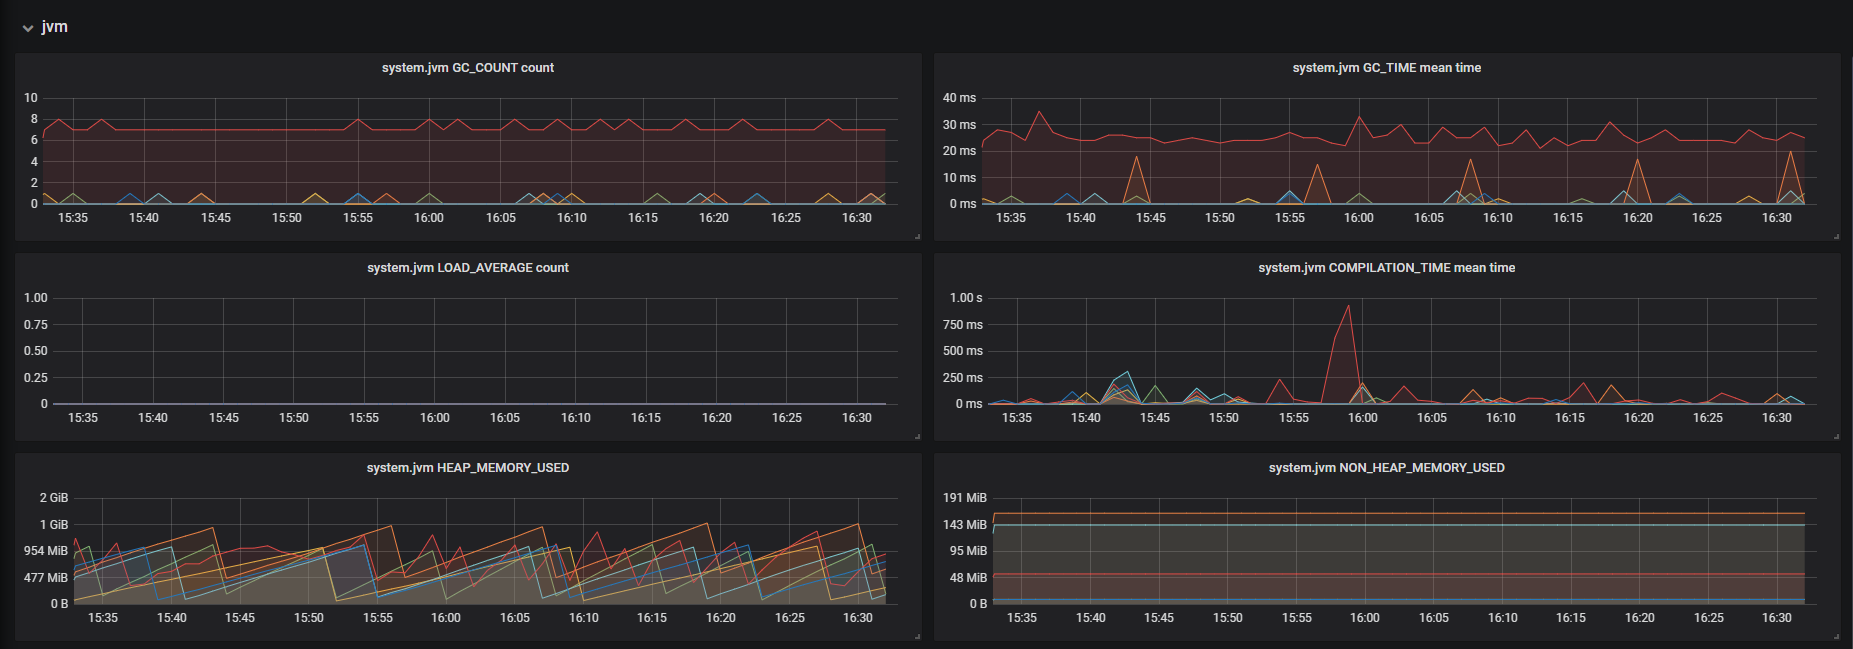 jvm
system.jvm GC_COUNT count
10
8
6
4
2
0
15:35 15:40 15:45 15:50 15:55 16:00 16:05 16:10 16:15 16:20 16:25 16:30
system.jvm GC_TIME mean time
40 ms
30 ms
20 ms
10 ms
0 ms
15:35 15:40 15:45 15:50 15:55 16:00 16:05 16:10 16:15 16:20 16:25 16:30
system.jvm LOAD_AVERAGE count
1.00
0.75
0.50
0.25
0
15:35 15:40 15:45 15:50 15:55 16:00 16:05 16:10 16:15 16:20 16:25 16:30
system.jvm COMPILATION_TIME mean time
1.00 s
750 ms
500 ms
250 ms
0 ms
15:35 15:40 15:45 15:50 15:55 16:00 16:05 16:10 16:15 16:20 16:25 16:30
system.jvm HEAP_MEMORY_USED
2 GiB
1 GiB
954 MiB
477 MiB
0 B
15:35 15:40 15:45 15:50 15:55 16:00 16:05 16:10 16:15 16:20 16:25 16:30
system.jvm NON_HEAP_MEMORY_USED
191 MiB
143 MiB
95 MiB
48 MiB
0 B
15:35 15:40 15:45 15:50 15:55 16:00 16:05 16:10 16:15 16:20 16:25 16:30